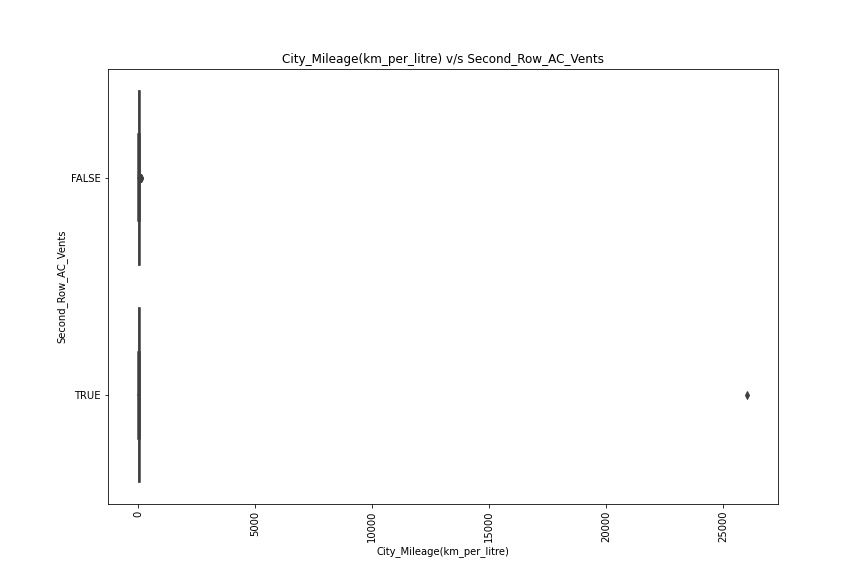 City_Mileage(km_per_litre) v/s Second_Row_AC_Vents
Second_Row_AC_Vents
FALSE
TRUE
0
5000
10000
15000
20000
25000
City_Mileage(km_per_litre)